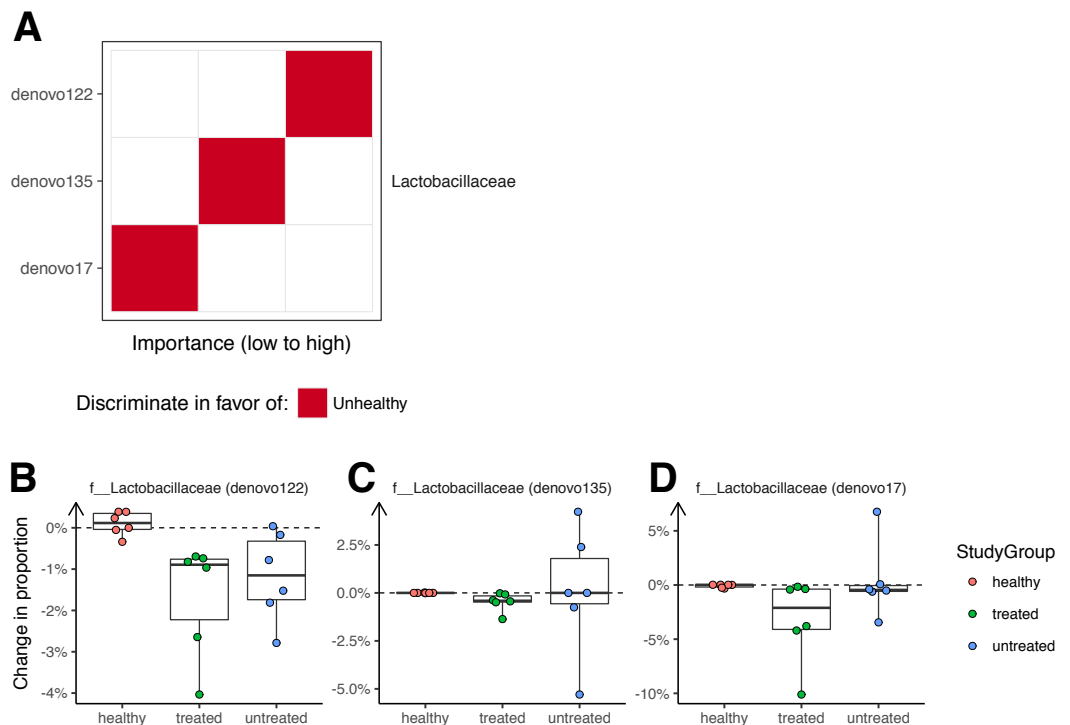 A
denovo122
denovo135
denovo17
Lactobacillaceae
Importance (low to high)
Discriminate in favor of: Unhealthy
B
f__Lactobacillaceae (denovo122)
Change in proportion
0%
-1%
-2%
-3%
-4%
healthy treated untreated
C
f__Lactobacillaceae (denovo135)
2.5%
0.0%
-2.5%
-5.0%
healthy treated untreated
D
f__Lactobacillaceae (denovo17)
5%
0%
-5%
-10%
healthy treated untreated
StudyGroup
healthy
treated
untreated